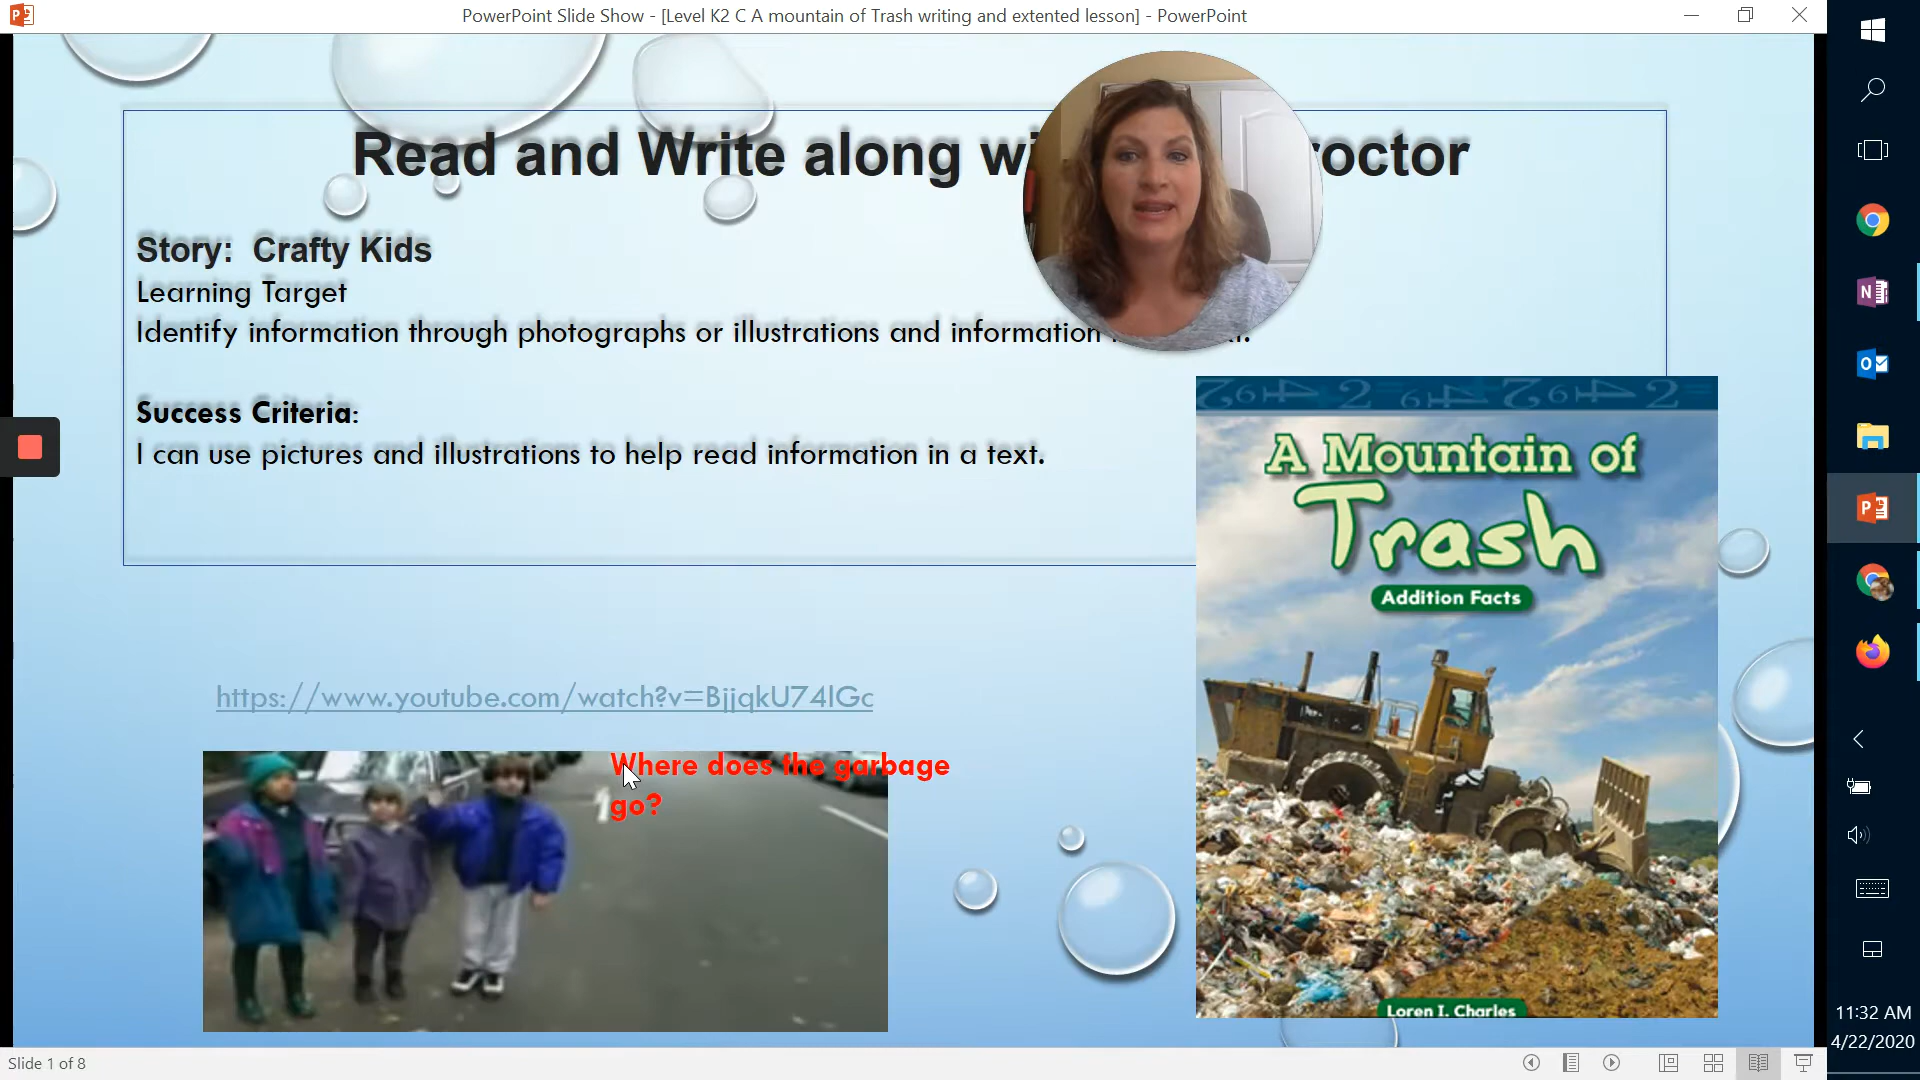 PowerPoint Slide Show - [Level K2 C A mountain of Trash writing and extented lesson] - PowerPoint
Read and Write along
Story: Crafty Kids
Learning Target
Identify information through photographs or illustrations and information
Success Criteria:
I can use pictures and illustrations to help read information in a text.
A Mountain of
Trash
Addition Facts
https://www.youtube.com/watch?v=BjjqkU74lGc
Where does the garbage
go?
Loren I. Charles
11:32 AM
4/22/2020
Slide 1 of 8